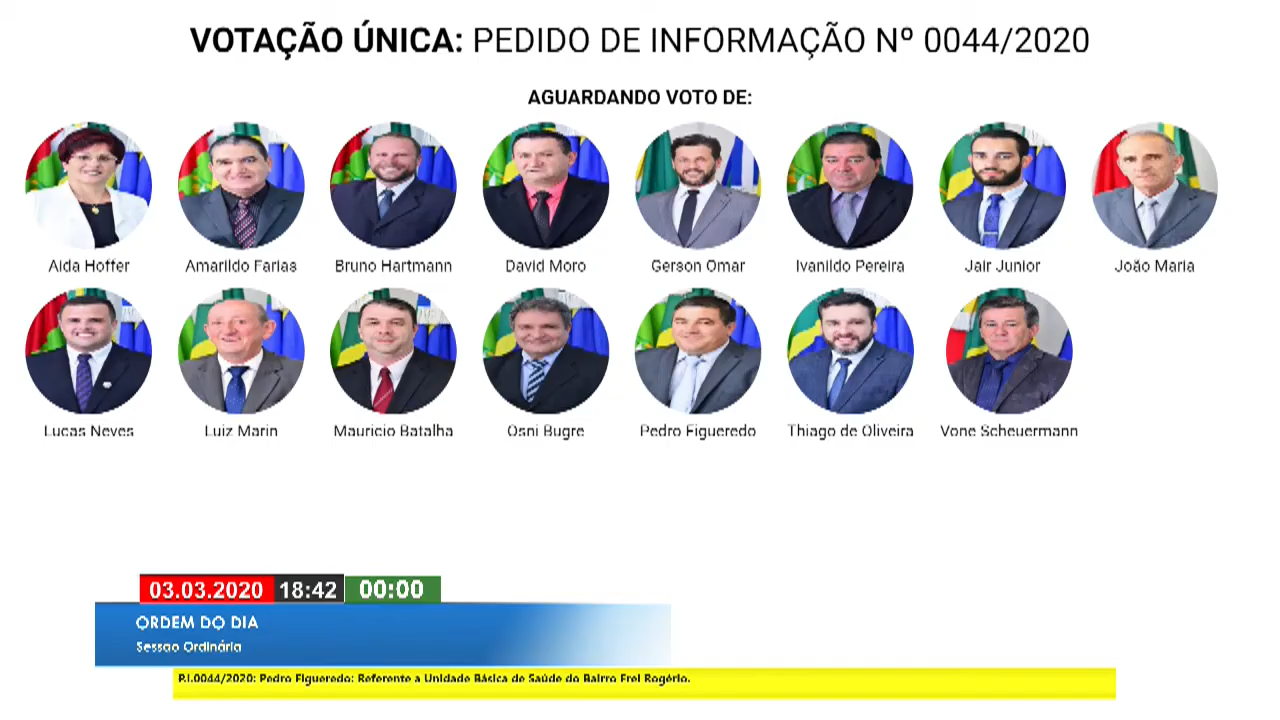 VOTAÇÃO ÚNICA: PEDIDO DE INFORMAÇÃO Nº 0044/2020
AGUARDANDO VOTO DE:
Aida Hoffer Amarildo Farias Bruno Hartmann David Moro Gerson Omar Ivanildo Pereira Jair Junior João Maria
Lucas Neves Luiz Marin Mauricio Batalha Osni Bugre Pedro Figueredo Thiago de Oliveira Vone Scheuermann
03.03.2020 18:42 00:00
ORDEM DO DIA
Sessao Ordinária
P.I.0044/2020: Pedro Figueredo: Referente a Unidade Básica de Saúde do Bairro Frei Rogério.